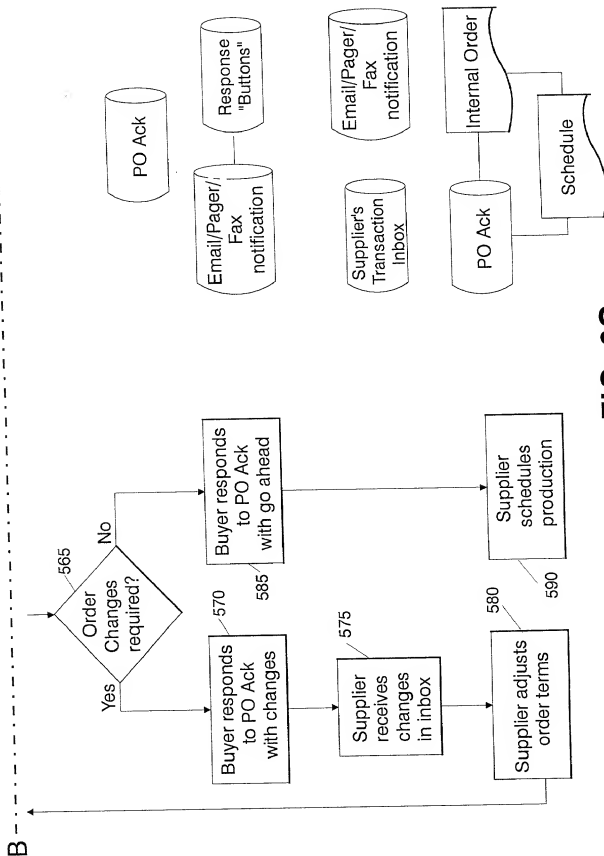 B
Order
Changes
required?
565
Yes
No
Buyer responds
to PO Ack
with changes
570
Buyer responds
to PO Ack
with go ahead
585
Supplier
receives
changes
in inbox
575
Supplier adjusts
order terms
580
Supplier
schedules
production
590
PO Ack
Email/Pager/
Fax
notification
Response
"Buttons"
Supplier's
Transaction
Inbox
Email/Pager/
Fax
notification
PO Ack
Internal Order
Schedule